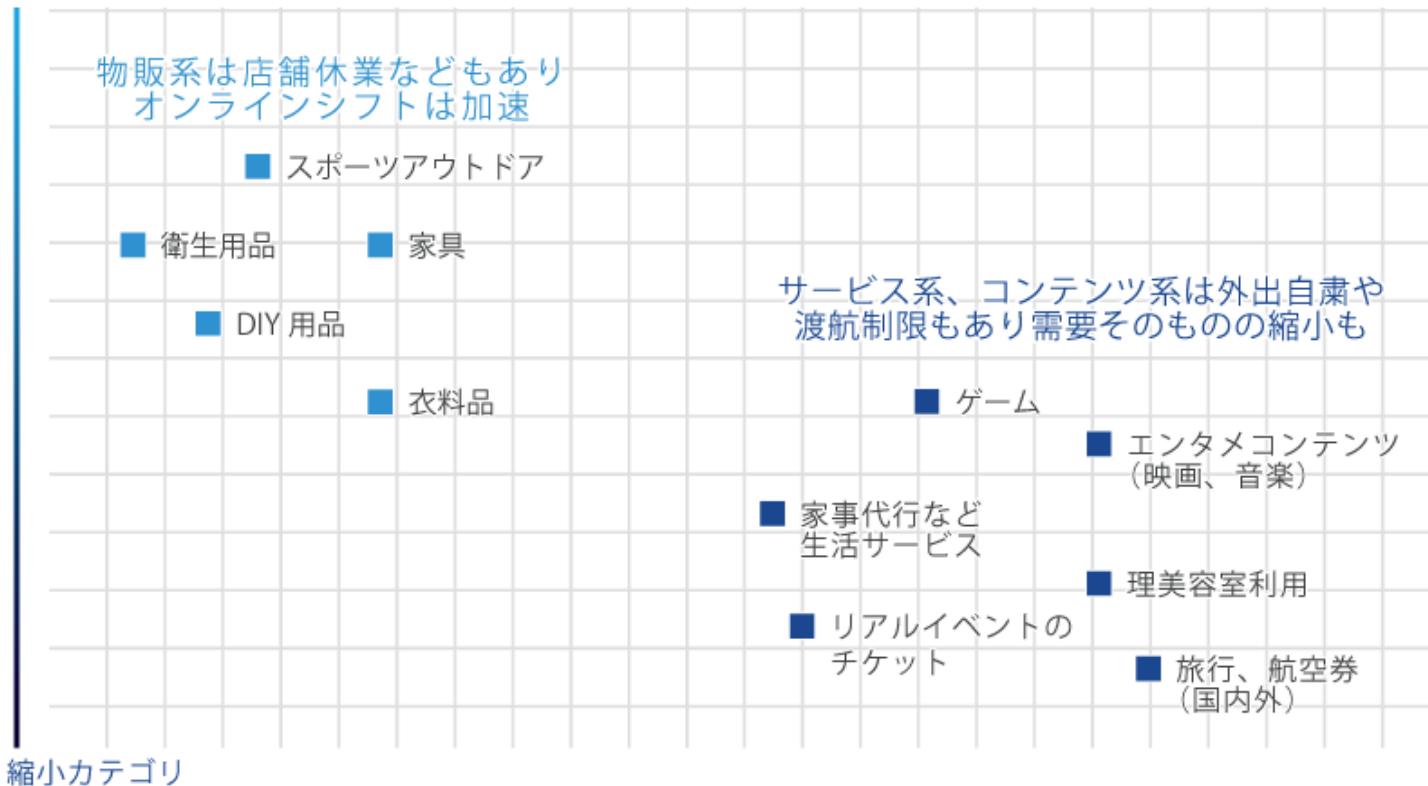 物販系は店舗休業などもあり
オンラインシフトは加速
スポーツアウトドア
衛生用品
家具
DIY 用品
衣料品
サービス系、コンテンツ系は外出自粛や
渡航制限もあり需要そのものの縮小も
ゲーム
エンタメコンテンツ
（映画、音楽）
家事代行など
生活サービス
理美容室利用
リアルイベントの
チケット
旅行、航空券
（国内外）
縮小カテゴリ